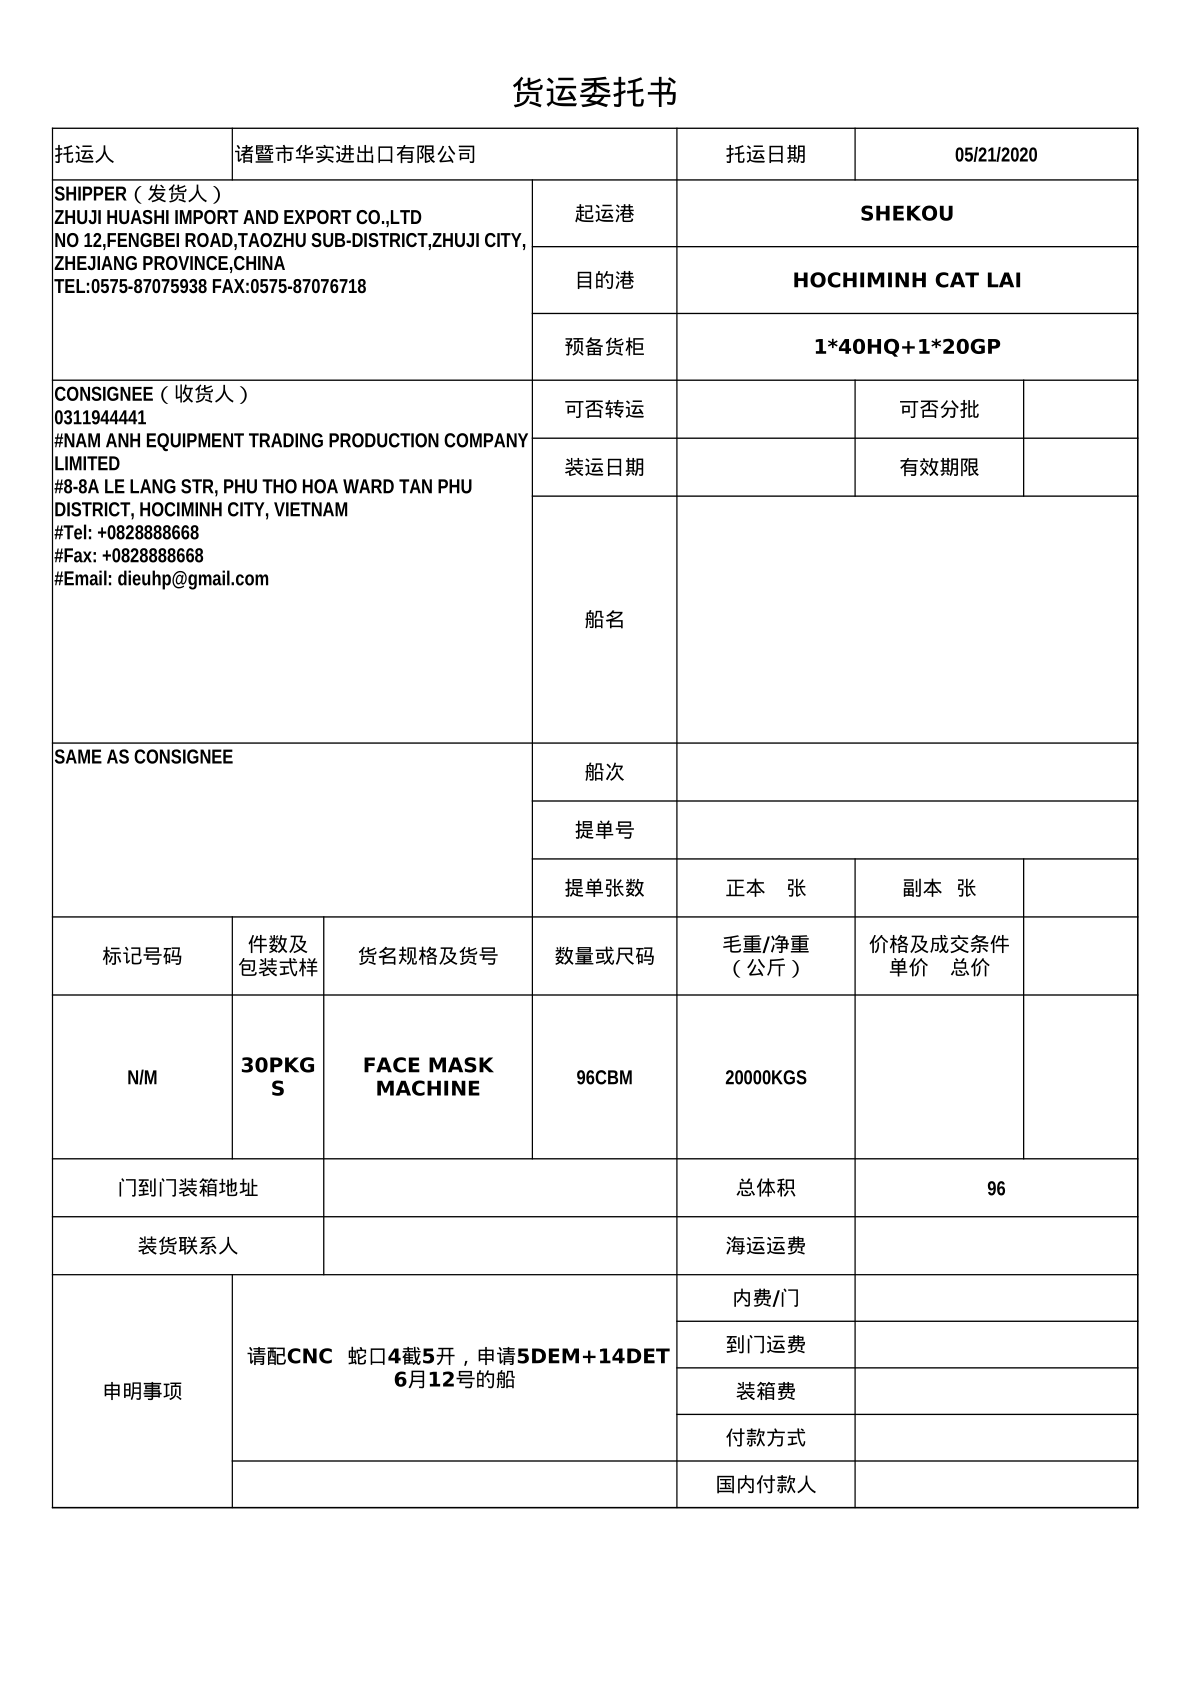 货运委托书
托运人
诸暨市华实进出口有限公司
托运日期
05/21/2020
SHIPPER（发货人）
ZHUJI HUASHI IMPORT AND EXPORT CO.,LTD
NO 12,FENGBEI ROAD,TAOZHU SUB-DISTRICT,ZHUJI CITY,
ZHEJIANG PROVINCE,CHINA
TEL:0575-87075938 FAX:0575-87076718
起运港
SHEKOU
目的港
HOCHIMINH CAT LAI
预备货柜
1*40HQ+1*20GP
CONSIGNEE（收货人）
0311944441
#NAM ANH EQUIPMENT TRADING PRODUCTION COMPANY
LIMITED
#8-8A LE LANG STR, PHU THO HOA WARD TAN PHU
DISTRICT, HOCIMINH CITY, VIETNAM
#Tel: +0828888668
#Fax: +0828888668
#Email: dieuhp@gmail.com
可否转运
可否分批
装运日期
有效期限
船名
SAME AS CONSIGNEE
船次
提单号
提单张数
正本 张
副本 张
标记号码
件数及
包装式样
货名规格及货号
数量或尺码
毛重/净重
（公斤）
价格及成交条件
单价 总价
N/M
30PKG
S
FACE MASK
MACHINE
96CBM
20000KGS
门到门装箱地址
总体积
96
装货联系人
海运运费
申明事项
请配CNC 蛇口4截5开，申请5DEM+14DET
6月12号的船
内费/门
到门运费
装箱费
付款方式
国内付款人